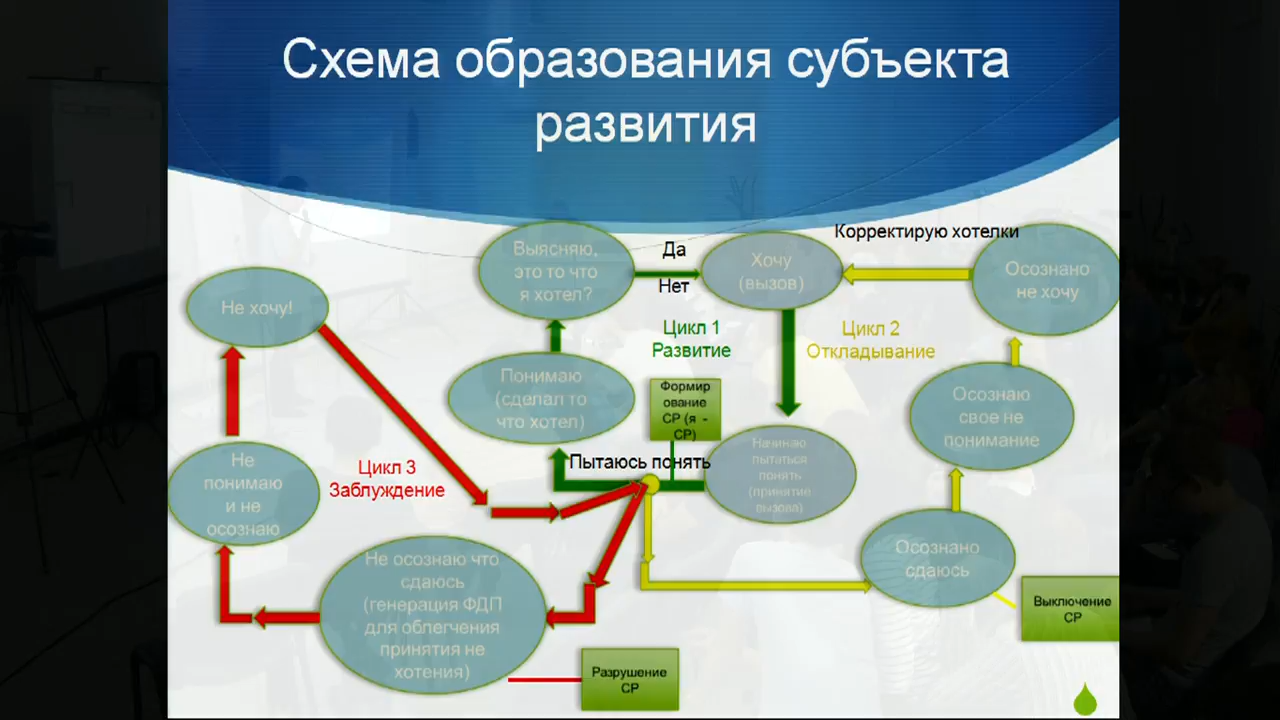 Схема образования субъекта
развития
Выясняю,
это то что
я хотел?
Да
Нет
Хочу
(вызов)
Корректирую хотелки
Осознано
не хочу
Не хочу!
Цикл 1
Развитие
Цикл 2
Откладывание
Понимаю
(сделал то
что хотел)
Формир
ование
СР (я -
СР)
Осознаю
свое не
понимание
Начинаю
пытаться
понять
(принятие
вызова)
Пытаюсь понять
Не
понимаю
и не
осознаю
Цикл 3
Заблуждение
Осознано
сдаюсь
Не осознаю что
сдаюсь
(генерация ФДП
для облегчения
принятия не
хотения)
Выключение
СР
Разрушение
СР